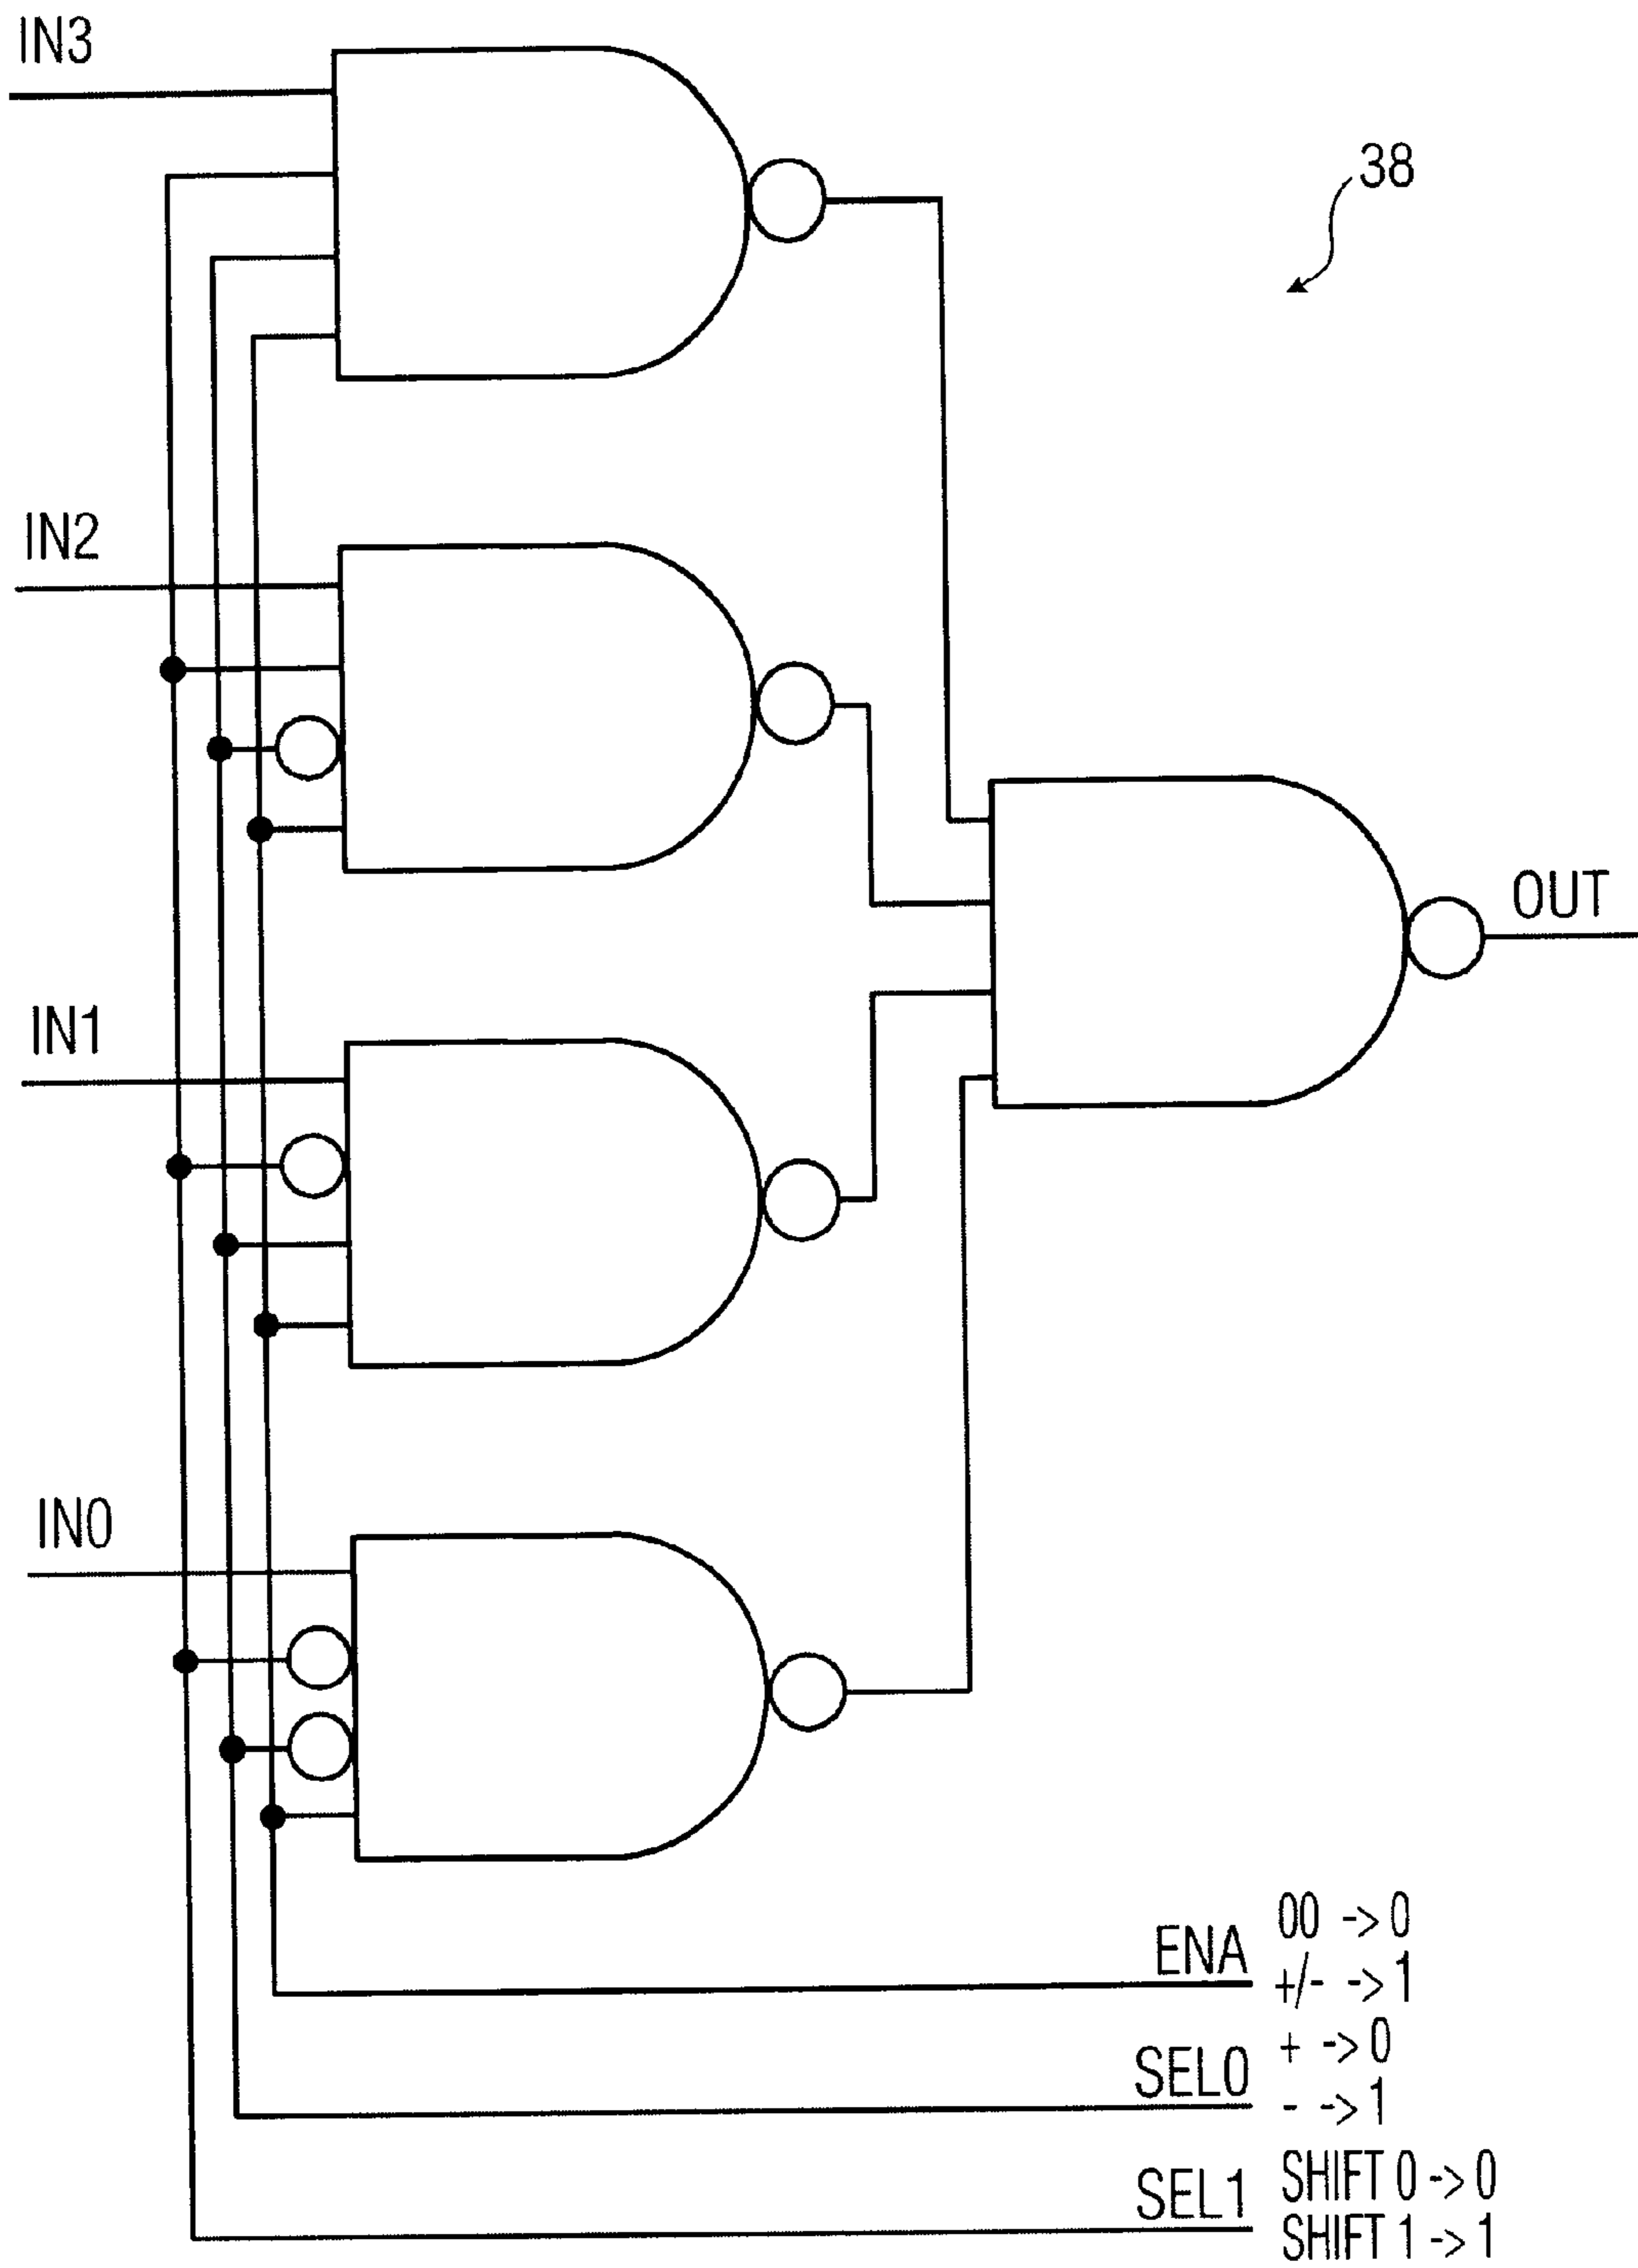 IN3
38
IN2
OUT
IN1
IN0
ENA 00 -> 0
+/- -> 1
SEL0 + -> 0
- -> 1
SEL1 SHIFT 0 -> 0
SHIFT 1 -> 1